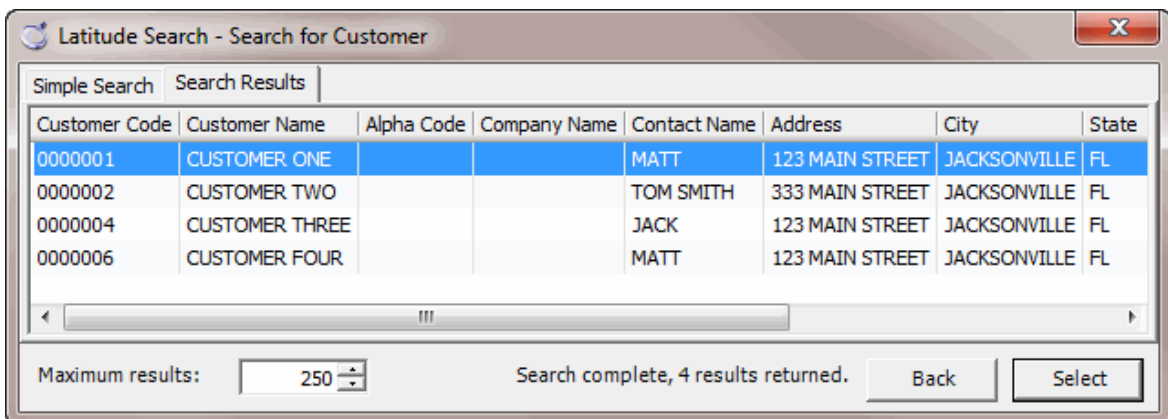 Latitude Search - Search for Customer
Simple Search Search Results
Customer Code Customer Name Alpha Code Company Name Contact Name Address City State
0000001 CUSTOMER ONE MATT 123 MAIN STREET JACKSONVILLE FL
0000002 CUSTOMER TWO TOM SMITH 333 MAIN STREET JACKSONVILLE FL
0000004 CUSTOMER THREE JACK 123 MAIN STREET JACKSONVILLE FL
0000006 CUSTOMER FOUR MATT 123 MAIN STREET JACKSONVILLE FL
Maximum results: 250 Search complete, 4 results returned. Back Select